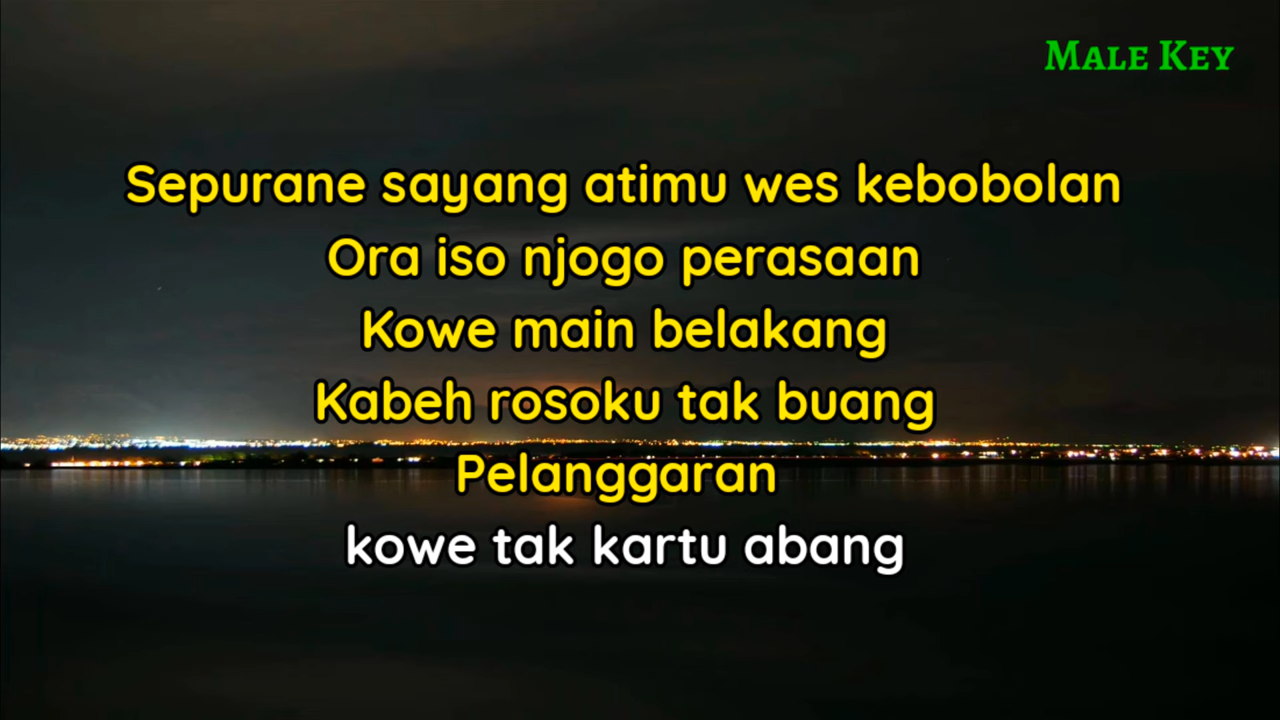 Male Key
Sepurane sayang atimu wes kebobolan
Ora iso njogo perasaan
Kowe main belakang
Kabeh rosoku tak buang
Pelanggaran
kowe tak kartu abang